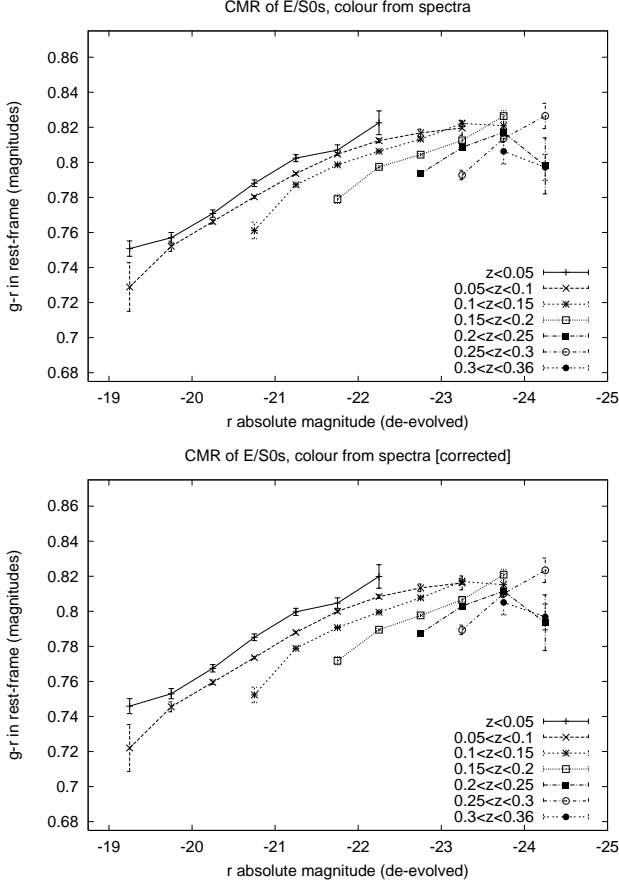 CMR of E/S0s, colour from spectra
0.86
0.84
0.82
0.8
0.78
0.76
0.74
0.72
0.7
0.68
g-r in rest-frame (magnitudes)
z<0.05
0.05<z<0.1
0.1<z<0.15
0.15<z<0.2
0.2<z<0.25
0.25<z<0.3
0.3<z<0.36
-19 -20 -21 -22 -23 -24 -25
r absolute magnitude (de-evolved)
CMR of E/S0s, colour from spectra [corrected]
0.86
0.84
0.82
0.8
0.78
0.76
0.74
0.72
0.7
0.68
g-r in rest-frame (magnitudes)
z<0.05
0.05<z<0.1
0.1<z<0.15
0.15<z<0.2
0.2<z<0.25
0.25<z<0.3
0.3<z<0.36
-19 -20 -21 -22 -23 -24 -25
r absolute magnitude (de-evolved)